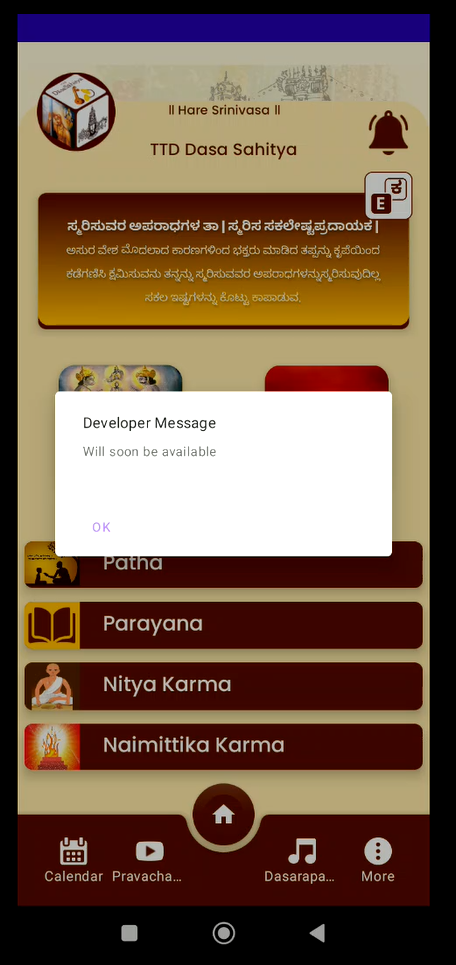 || Hare Srinivasa ||
TTD Dasa Sahitya
ಕ
E
ಸ್ಮರಿಸುವರ ಅಪರಾಧಗಳ ತಾ | ಸ್ಮರಿಸ ಸಕಲೇಷ್ಟಪ್ರದಾಯಕ |
ಅಸುರ ವೇಶ ಮೊದಲಾದ ಕಾರಣಗಳಿಂದ ಭಕ್ತರು ಮಾಡಿದ ತಪ್ಪನ್ನು ಕೃಪೆಯಿಂದ
ಕಡೆಗಣಿಸಿ ಕ್ಷಮಿಸುವನು ತನ್ನನ್ನು ಸ್ಮರಿಸುವವರ ಅಪರಾಧಗಳನ್ನುಸ್ಮರಿಸುವುದಿಲ್ಲ
ಸಕಲ ಇಷ್ಟಗಳನ್ನು ಕೊಟ್ಟು ಕಾಪಾಡುವ.
Developer Message
Will soon be available
OK
Patha
Parayana
Nitya Karma
Naimittika Karma
Calendar
Pravacha...
Dasarapa...
More